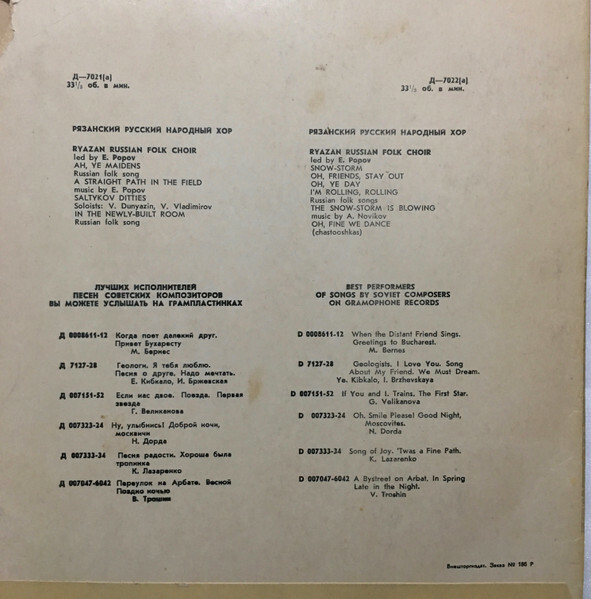 Д—7021(а)
33⅓ об. в мин.
РЯЗАНСКИЙ РУССКИЙ НАРОДНЫЙ ХОР
RYAZAN RUSSIAN FOLK CHOIR
led by E. Popov
AH, YE MAIDENS
Russian folk song
A STRAIGHT PATH IN THE FIELD
music by E. Popov
SALTYKOV DITTIES
Soloists: V. Dunyazin, V. Vladimirov
IN THE NEWLY-BUILT ROOM
Russian folk song
Д—7022(а)
33⅓ об. в мин.
РЯЗАНСКИЙ РУССКИЙ НАРОДНЫЙ ХОР
RYAZAN RUSSIAN FOLK CHOIR
led by E. Popov
SNOW-STORM
OH, FRIENDS, STAY OUT
OH, YE DAY
I'M ROLLING, ROLLING
Russian folk songs
THE SNOW-STORM IS BLOWING
music by A. Novikov
OH, FINE WE DANCE
(chastooshkas)
ЛУЧШИХ ИСПОЛНИТЕЛЕЙ
ПЕСЕН СОВЕТСКИХ КОМПОЗИТОРОВ
ВЫ МОЖЕТЕ УСЛЫШАТЬ НА ГРАМПЛАСТИНКАХ
Д 0008611-12 Когда поет далекий друг.
Привет Бухаресту
М. Бернес
Д 7127-28 Геологи. Я тебя люблю.
Песня о друге. Надо мечтать.
Е. Кибкало, И. Бржевская
Д 007151-52 Если нас двое. Поезда. Первая
звезда
Г. Великанова
Д 007323-24 Ну, улыбнись! Доброй ночи,
москвичи
Н. Дорда
Д 007333-34 Песня радости. Хороша была
тропинка
К. Лазаренко
Д 007047-6042 Переулок на Арбате. Весной
Поздно ночью
В. Трошин
BEST PERFORMERS
OF SONGS BY SOVIET COMPOSERS
ON GRAMOPHONE RECORDS
D 0008611-12 When the Distant Friend Sings.
Greetings to Bucharest.
M. Bernes
D 7127-28 Geologists. I Love You. Song
About My Friend. We Must Dream.
Ye. Kibkalo, I. Brzhevskaya
D 007151-52 If You and I. Trains. The First Star.
G. Velikanova
D 007323-24 Oh, Smile Please! Good Night,
Moscovites.
N. Dorda
D 007333-34 Song of Joy. 'Twas a Fine Path.
K. Lazarenko
D 007047-6042 A Bystreet on Arbat. In Spring
Late in the Night.
V. Troshin
Внешторгиздат. Заказ № 186 Р